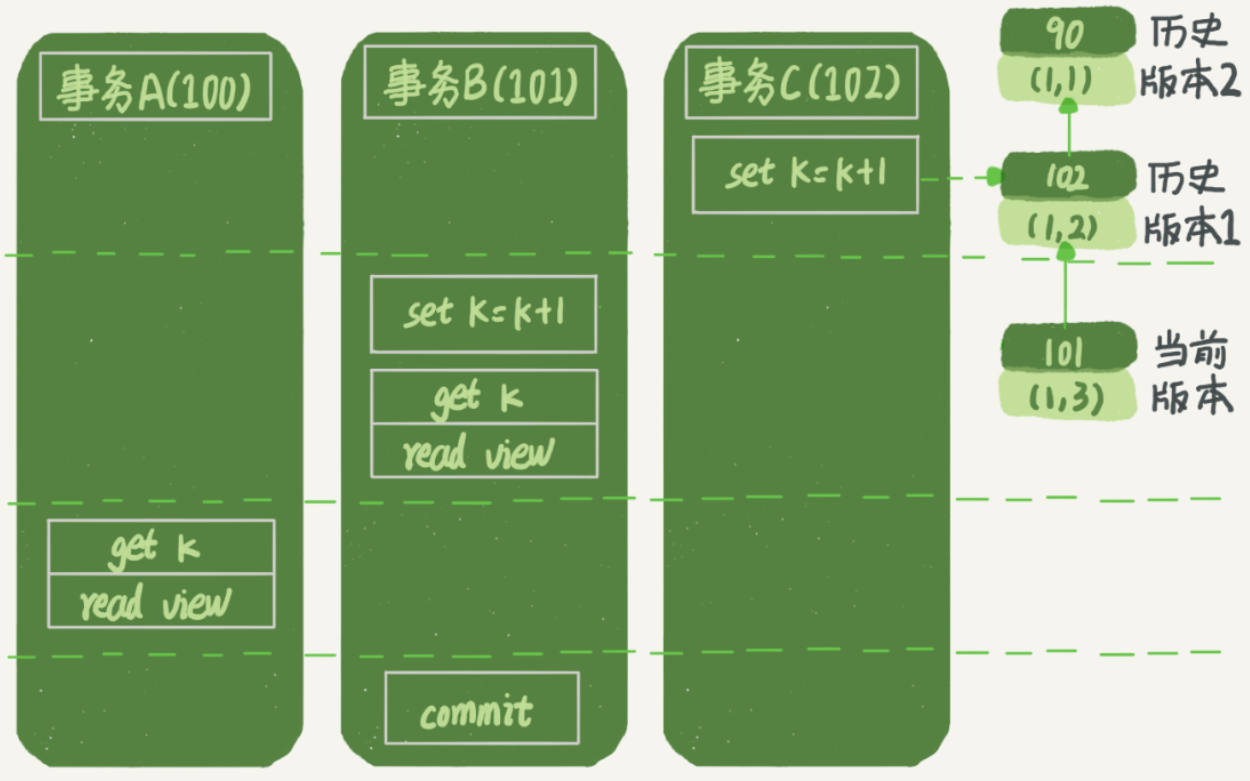 事务A(100)
事务B(101)
事务C(102)
90
(1,1)
历史
版本2
set k=k+1
102
(1,2)
历史
版本1
set k=k+1
get k
read view
101
(1,3)
当前
版本
get k
read view
commit